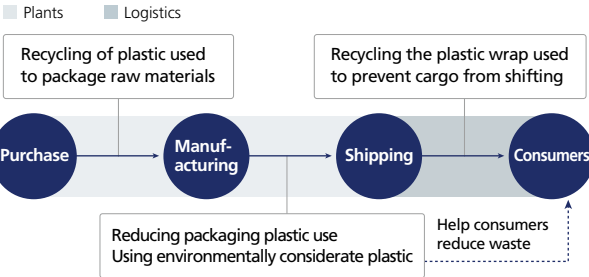 Plants
Logistics
Recycling of plastic used
to package raw materials
Recycling the plastic wrap used
to prevent cargo from shifting
Purchase
Manuf-
acturing
Shipping
Consumers
Reducing packaging plastic use
Using environmentally considerate plastic
Help consumers
reduce waste